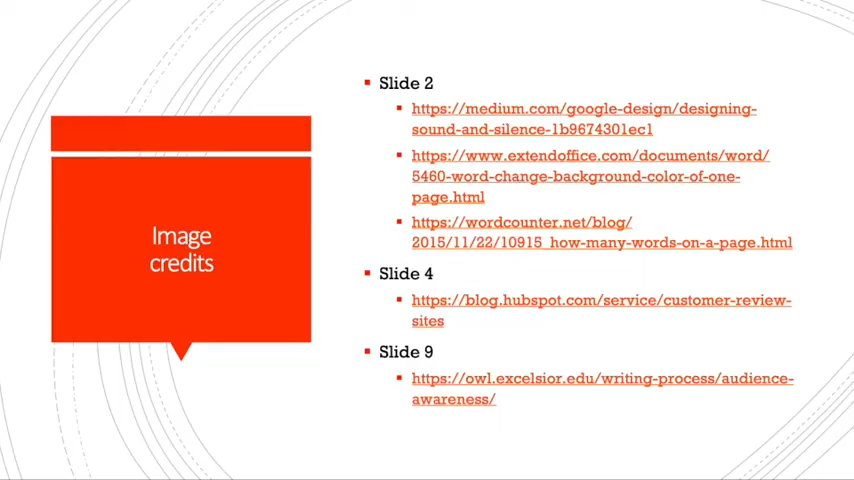 Image
credits
Slide 2
https://medium.com/google-design/designing-
sound-and-silence-1b9674301ec1
https://www.extendoffice.com/documents/word/
5460-word-change-background-color-of-one-
page.html
https://wordcounter.net/blog/
2015/11/22/10915_how-many-words-on-a-page.html
Slide 4
https://blog.hubspot.com/service/customer-review-
sites
Slide 9
https://owl.excelsior.edu/writing-process/audience-
awareness/